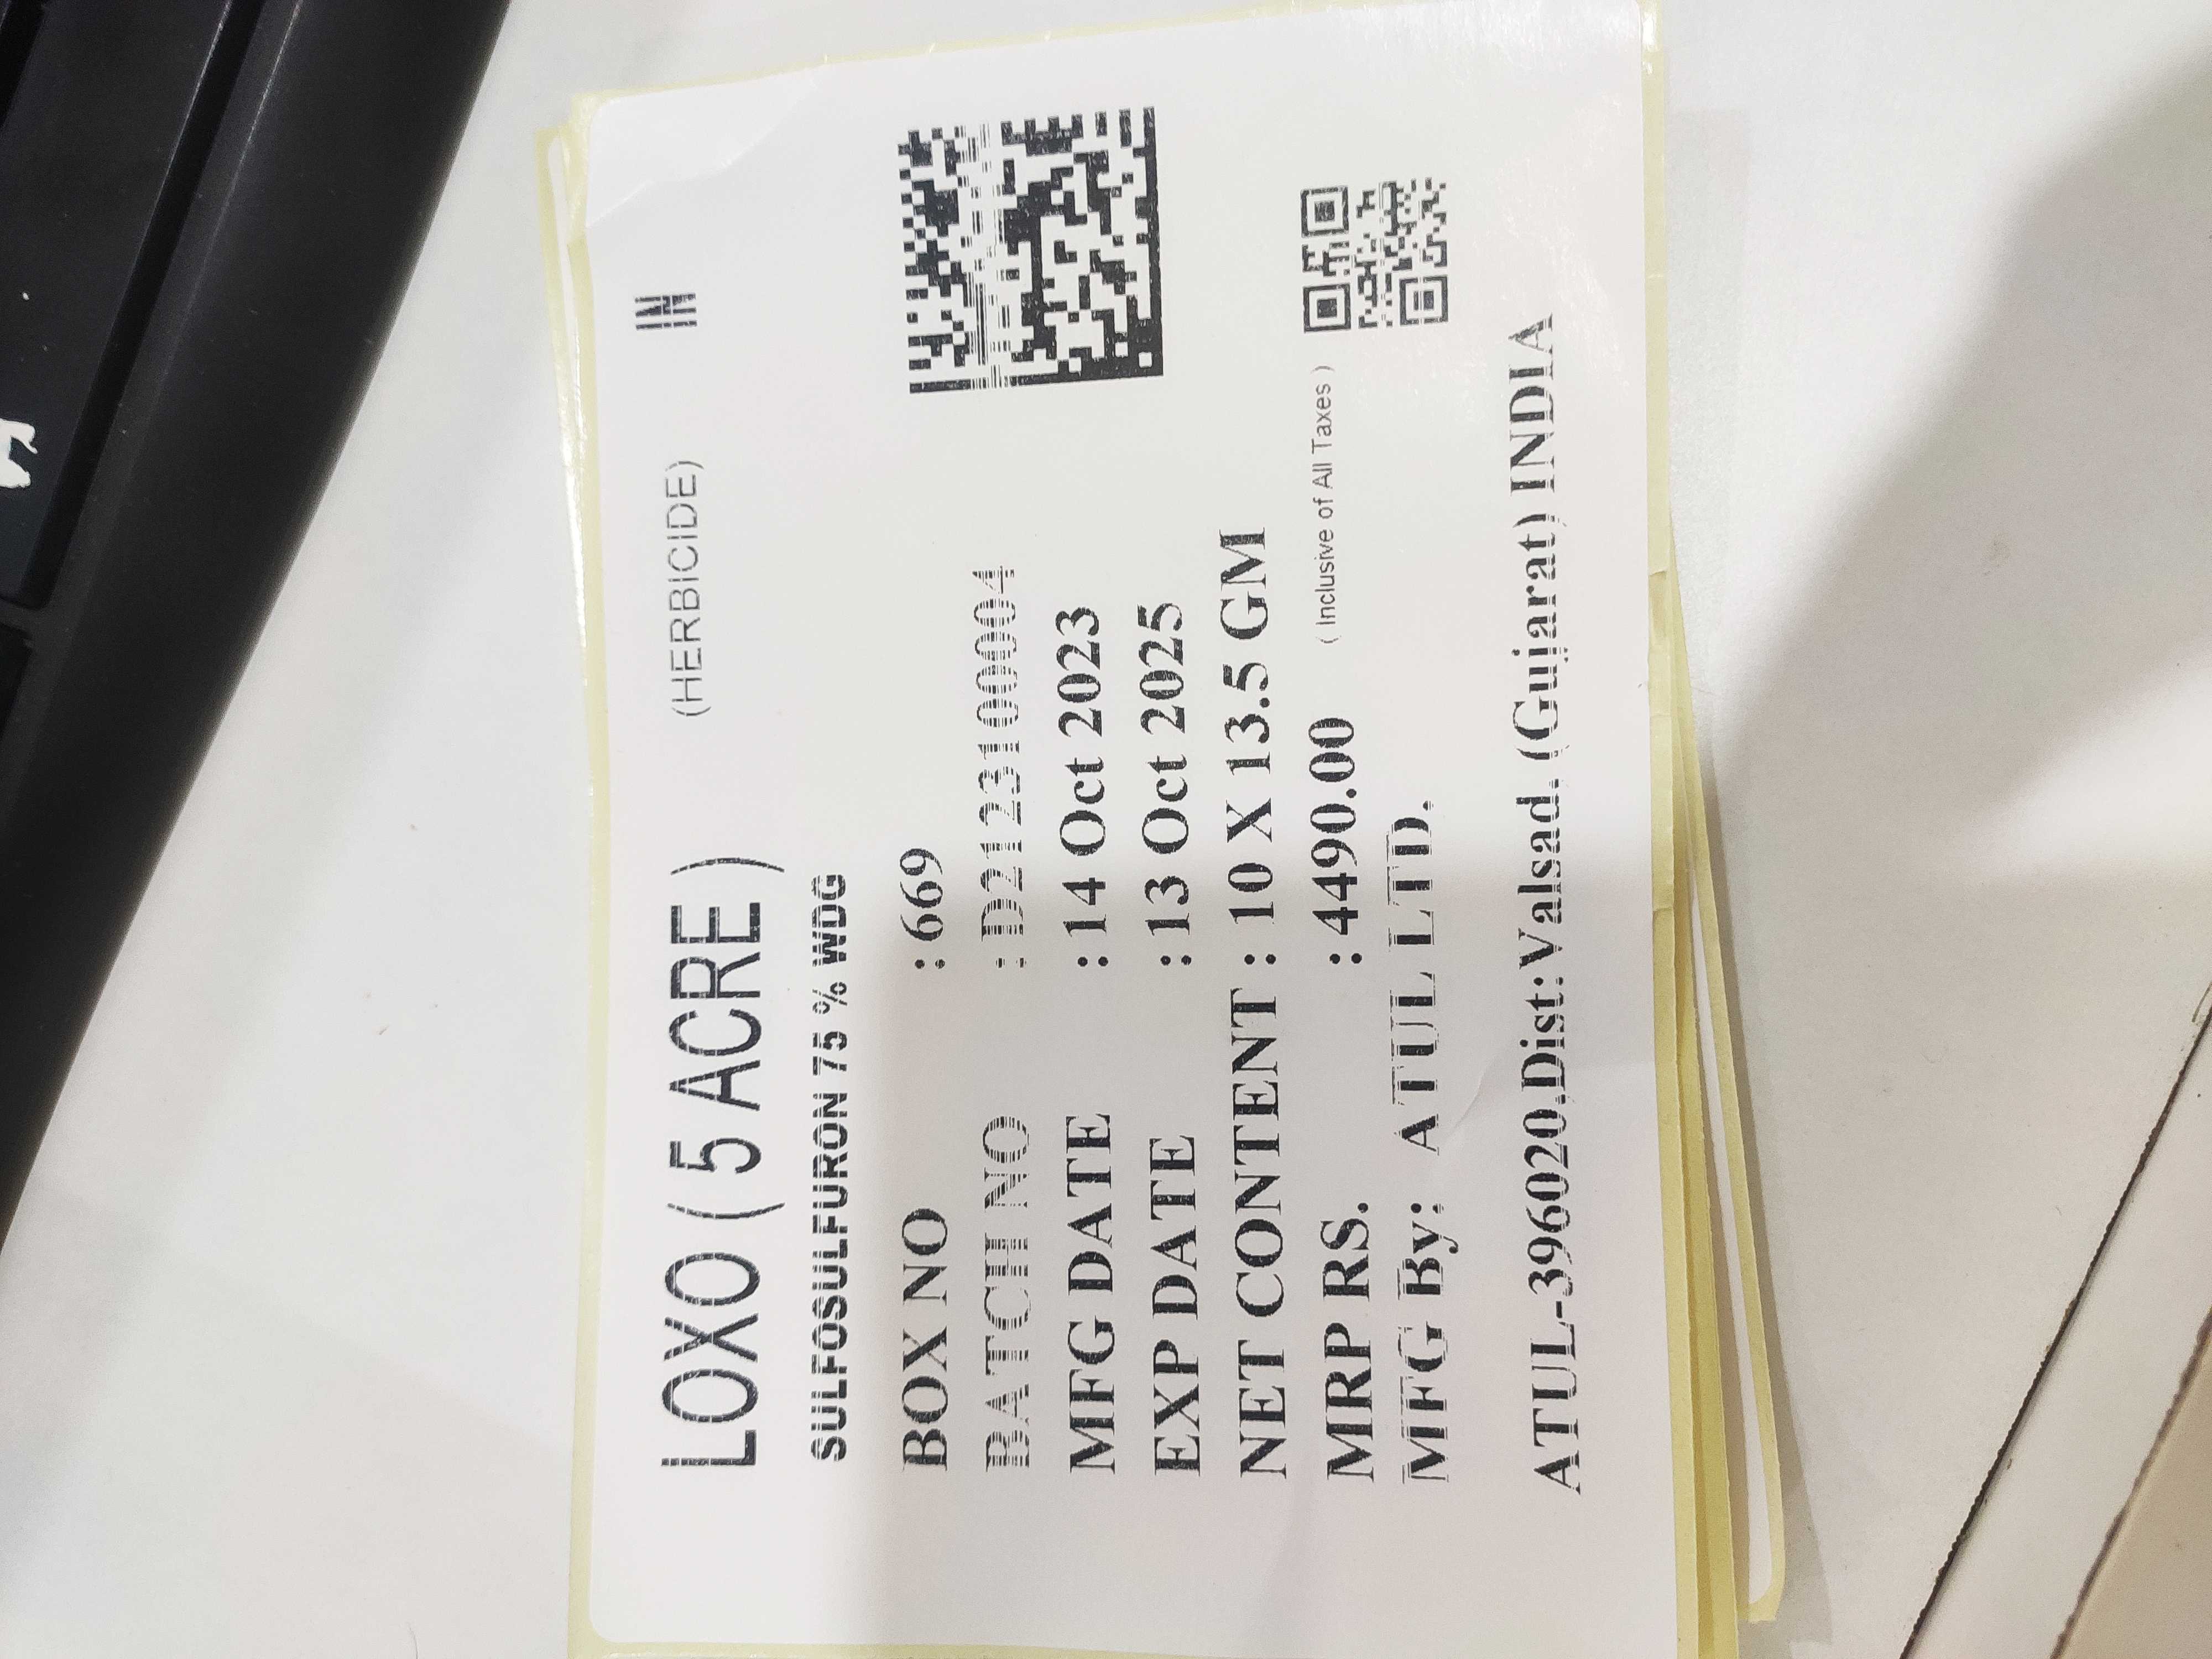 LOXO ( 5 ACRE ) (HERBICIDE) IN
SULFOSULFURON 75 % WDG
BOX NO : 669
BATCH NO : D212310004
MFG DATE : 14 Oct 2023
EXP DATE : 13 Oct 2025
NET CONTENT : 10 X 13.5 GM
MRP RS. : 4490.00 ( Inclusive of All Taxes )
MFG By: ATUL LTD.
ATUL-396020,Dist:Valsad. (Gujarat) INDIA